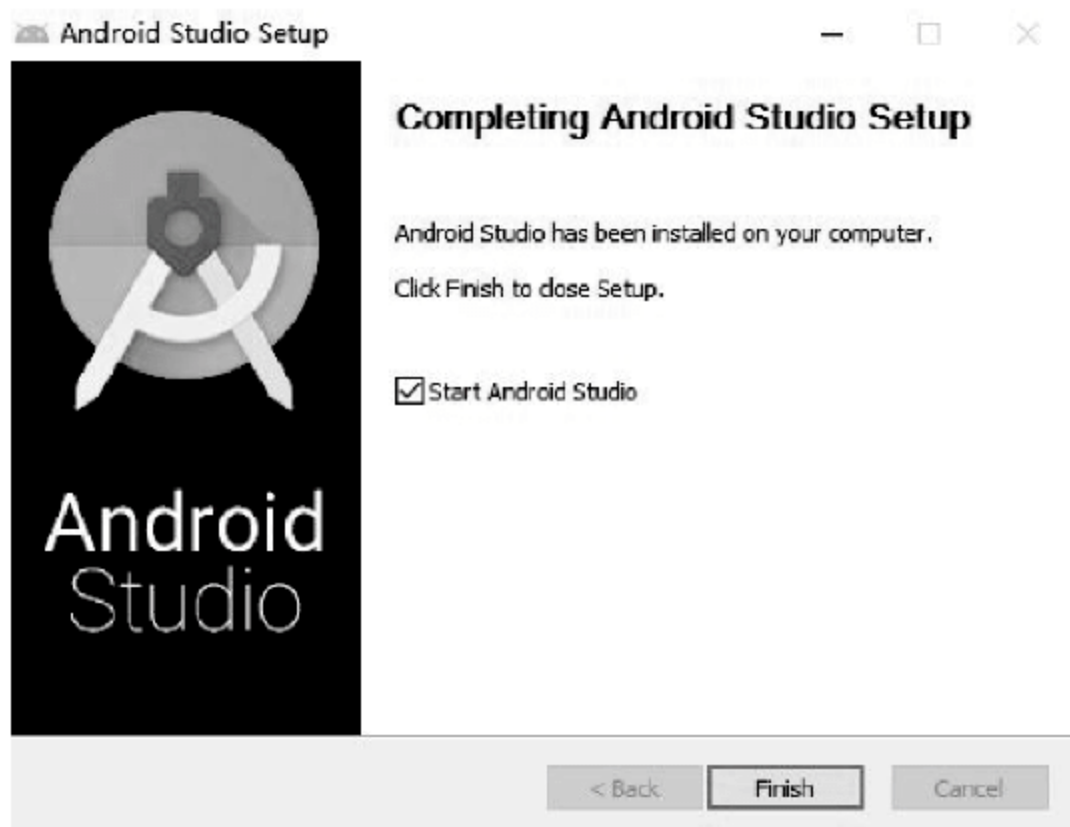 Android Studio Setup
Completing Android Studio Setup
Android Studio has been installed on your computer.
Click Finish to close Setup.
Start Android Studio
Android
Studio
< Back
Finish
Cancel